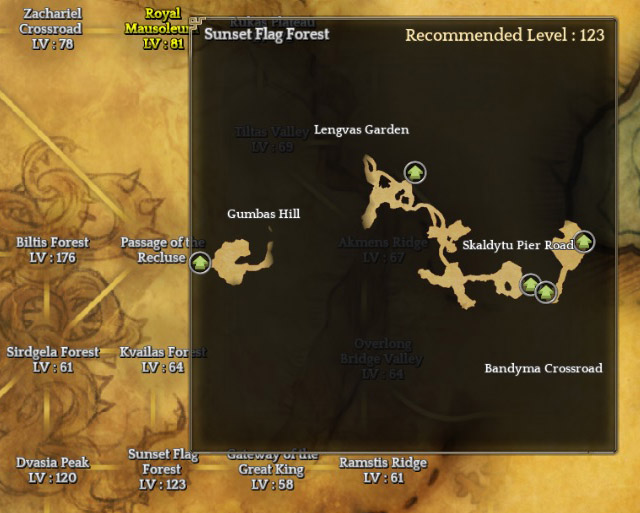 Zachariel
Crossroad
LV : 78
Royal
Mausoleum
LV : 81
Rukas Plateau
Sunset Flag Forest
Recommended Level : 123
Tiltas Valley
LV : 69
Lengvas Garden
Gumbas Hill
Biltis Forest
LV : 176
Passage of the
Recluse
Akmens Ridge
LV : 67
Skaldytu Pier Road
Sirdgela Forest
LV : 61
Kvailas Forest
LV : 64
Overlong
Bridge Valley
LV : 64
Bandyma Crossroad
Dvasia Peak
LV : 120
Sunset Flag
Forest
LV : 123
Gateway of the
Great King
LV : 58
Ramstis Ridge
LV : 61